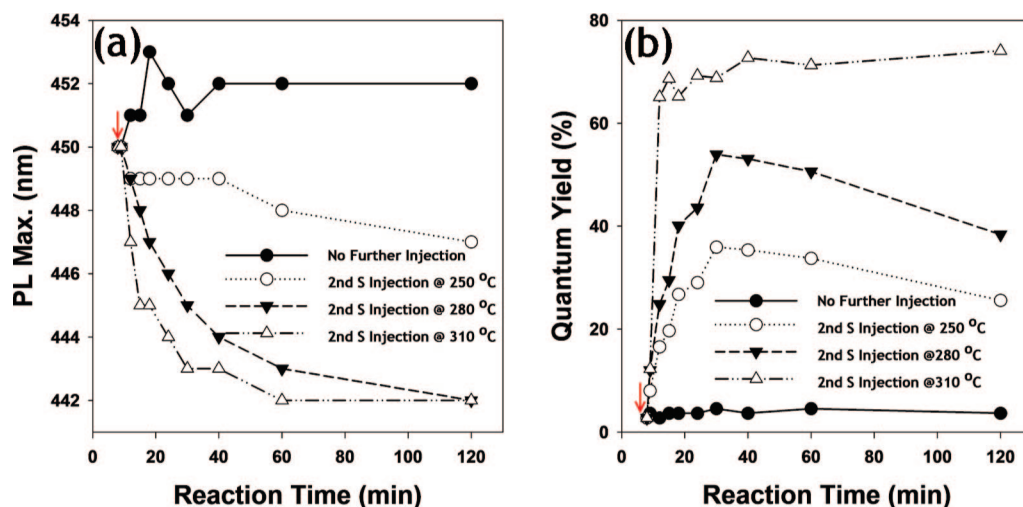 (a)
PL Max. (nm)
454
452
450
448
446
444
442
No Further Injection
2nd S Injection @ 250 °C
2nd S Injection @ 280 °C
2nd S Injection @ 310 °C
0 20 40 60 80 100 120
Reaction Time (min)
(b)
Quantum Yield (%)
80
60
40
20
0
No Further Injection
2nd S Injection @ 250 °C
2nd S Injection @280 °C
2nd S Injection @310 °C
0 20 40 60 80 100 120
Reaction Time (min)